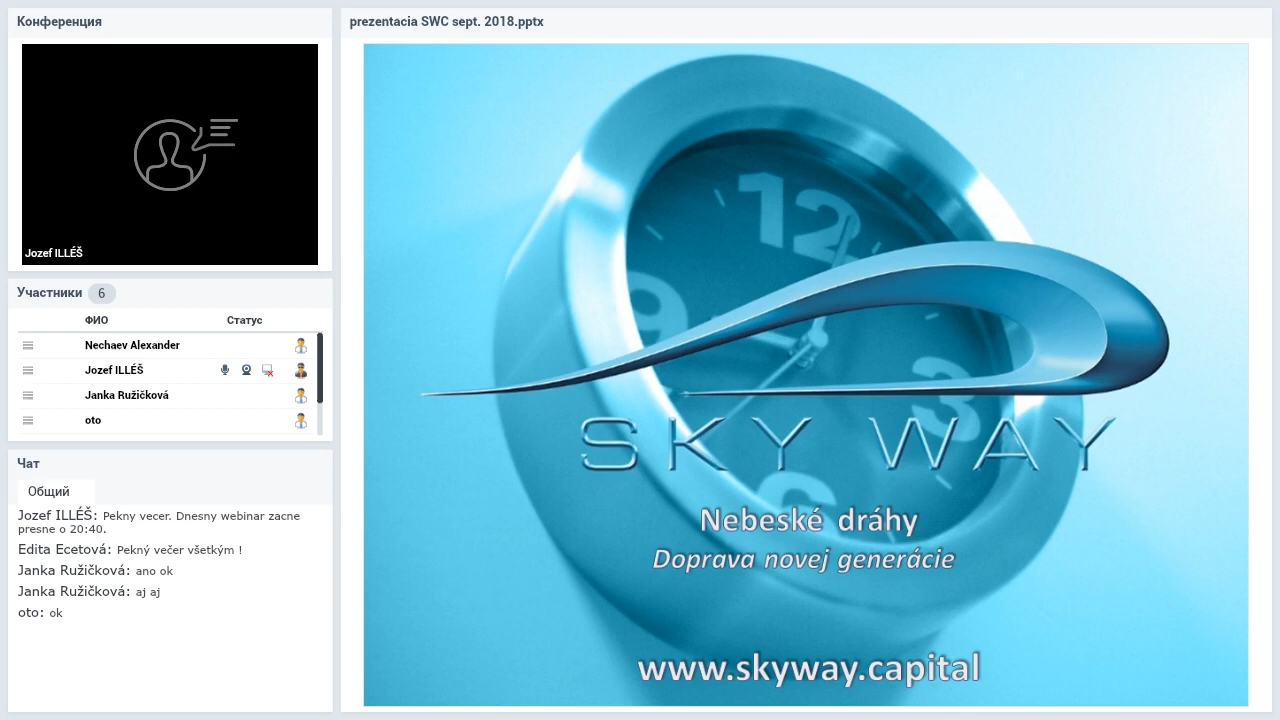 Конференция
Jozef ILLÉŠ
Участники 6
ФИО Статус
Nechaev Alexander
Jozef ILLÉŠ
Janka Ružičková
oto
Чат
Общий
Jozef ILLÉŠ: Pekny vecer. Dnesny webinar zacne
presne o 20:40.
Edita Ecetová: Pekný večer všetkým !
Janka Ružičková: ano ok
Janka Ružičková: aj aj
oto: ok
prezentacia SWC sept. 2018.pptx
12
9
3
6
SKY WAY
Nebeské dráhy
Doprava novej generácie
www.skyway.capital